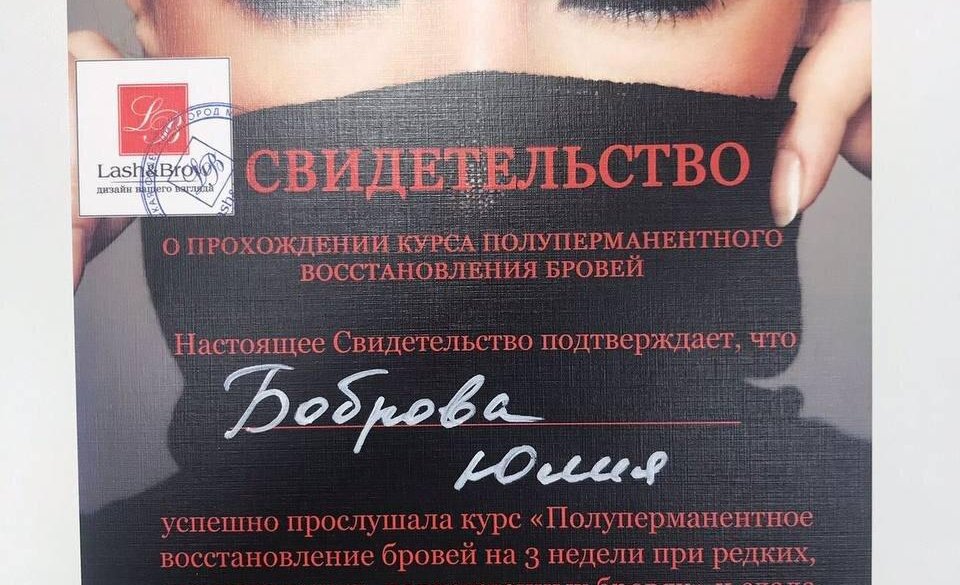 Lash&Brow
дизайн вашего взгляда
СВИДЕТЕЛЬСТВО
О ПРОХОЖДЕНИИ КУРСА ПОЛУПЕРМАНЕНТНОГО
ВОССТАНОВЛЕНИЯ БРОВЕЙ
Настоящее Свидетельство подтверждает, что
Боброва
Юлия
успешно прослушала курс «Полуперманентное
восстановление бровей на 3 недели при редких,